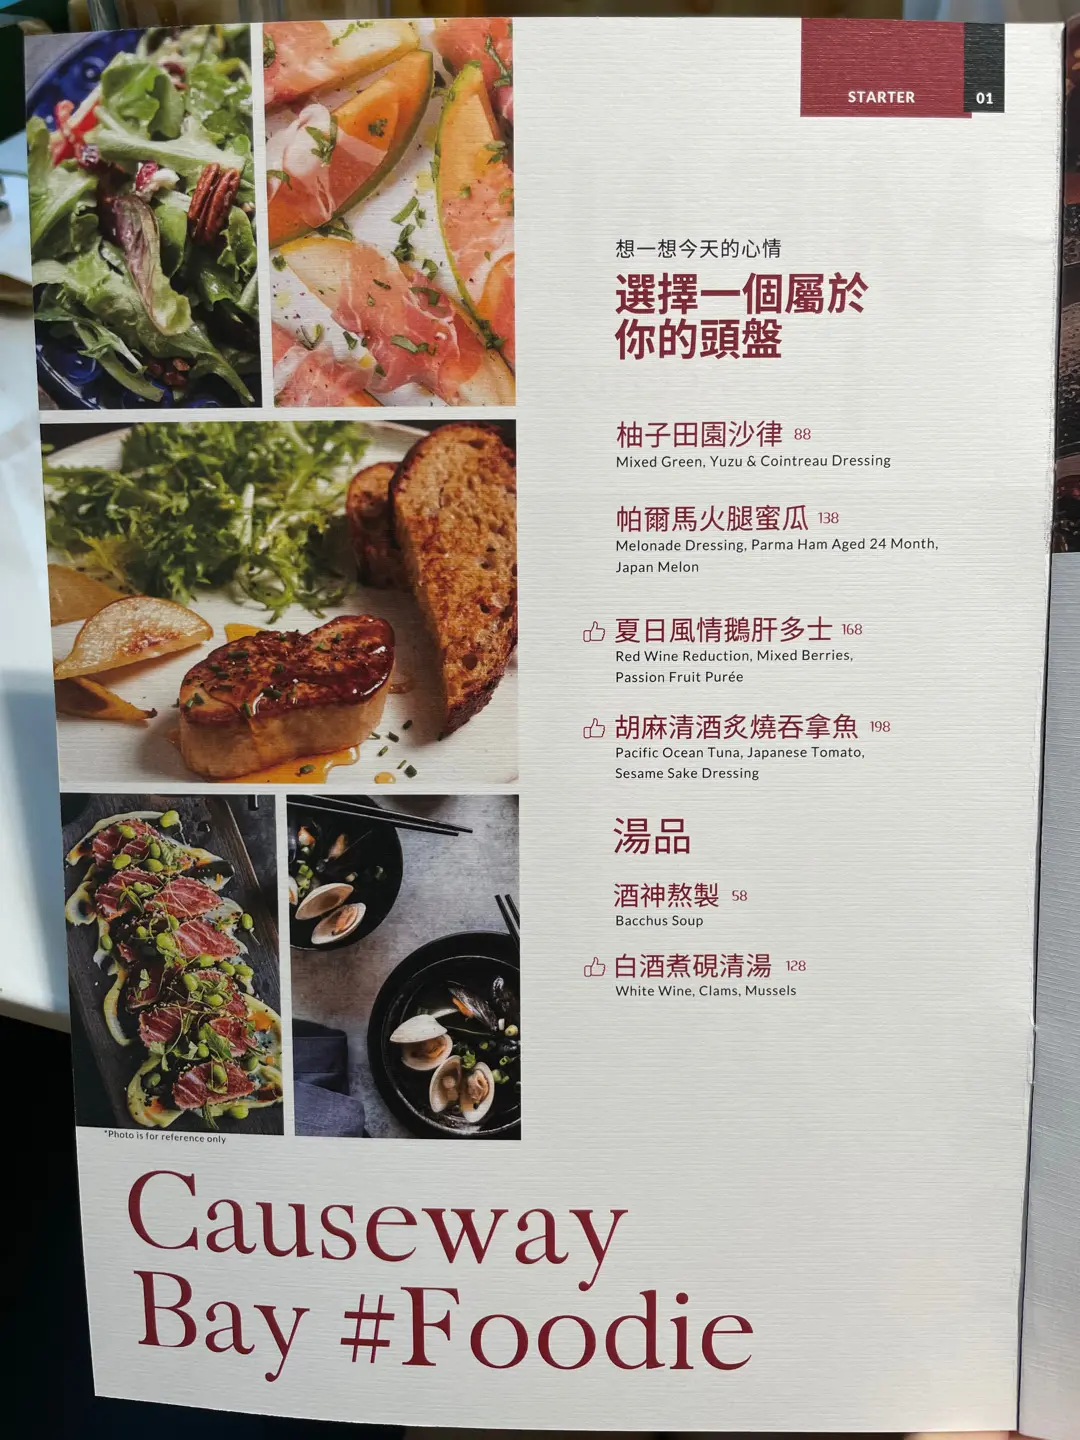 STARTER 01
想一想今天的心情
選擇一個屬於
你的頭盤
柚子田園沙律 88
Mixed Green, Yuzu & Cointreau Dressing
帕爾馬火腿蜜瓜 138
Melonade Dressing, Parma Ham Aged 24 Month,
Japan Melon
夏日風情鵝肝多士 168
Red Wine Reduction, Mixed Berries,
Passion Fruit Purée
胡麻清酒炙燒吞拿魚 198
Pacific Ocean Tuna, Japanese Tomato,
Sesame Sake Dressing
湯品
酒神熬製 58
Bacchus Soup
白酒煮硯清湯 128
White Wine, Clams, Mussels
*Photo is for reference only
Causeway
Bay #Foodie